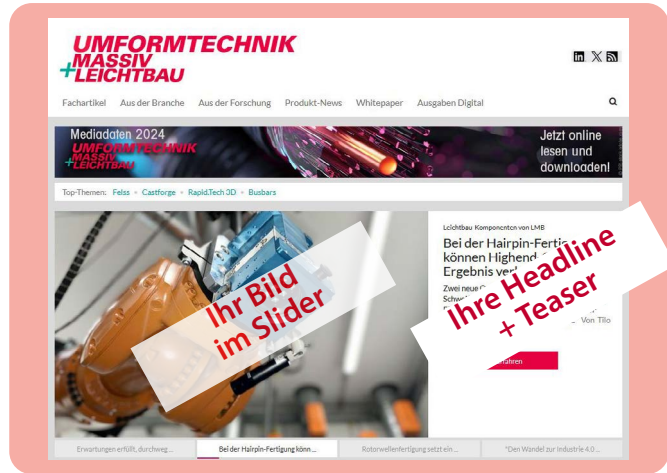 UMFORMTECHNIK
MASSIV
+LEICHTBAU
in X
Fachartikel Aus der Branche Aus der Forschung Produkt-News Whitepaper Ausgaben Digital
Mediadaten 2024
UMFORMTECHNIK
MASSIV
+LEICHTBAU
Jetzt online
lesen und
downloaden!
Top-Themen: Felss • Castforge • Rapid.Tech 3D • Busbars
Leichtbau Komponenten von LMB
Bei der Hairpin-Fertig
können Highend
Ergebnis
Zwei neue
Von Tilo
Ihr Bild
im Slider
Ihre Headline
+ Teaser
Erwartungen erfüllt, durchweg ...
Bei der Hairpin-Fertigung könn ...
Rotorwellenfertigung setzt ein ...
"Den Wandel zur Industrie 4.0 ...